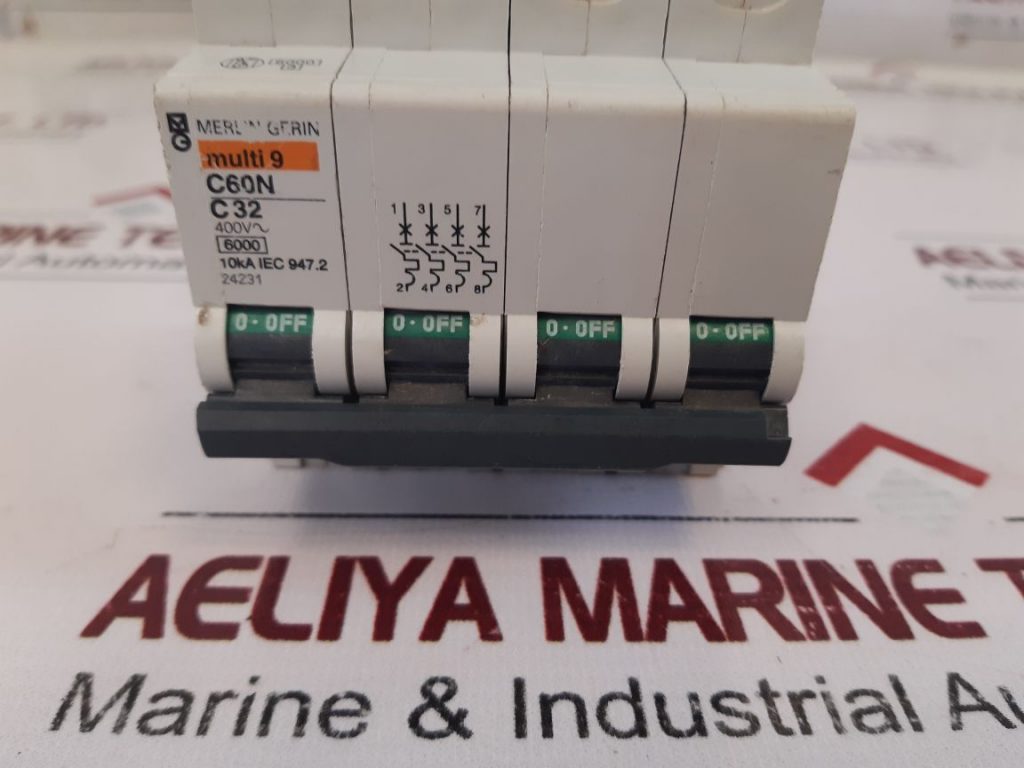 MERLIN GERIN
multi 9
C60N
C 32
400V~
6000
10kA IEC 947.2
24231
1 3 5 7
2 4 6 8
0 · OFF 0 · OFF 0 · OFF 0 · OFF
AELIYA MARINE
Marine & Industrial